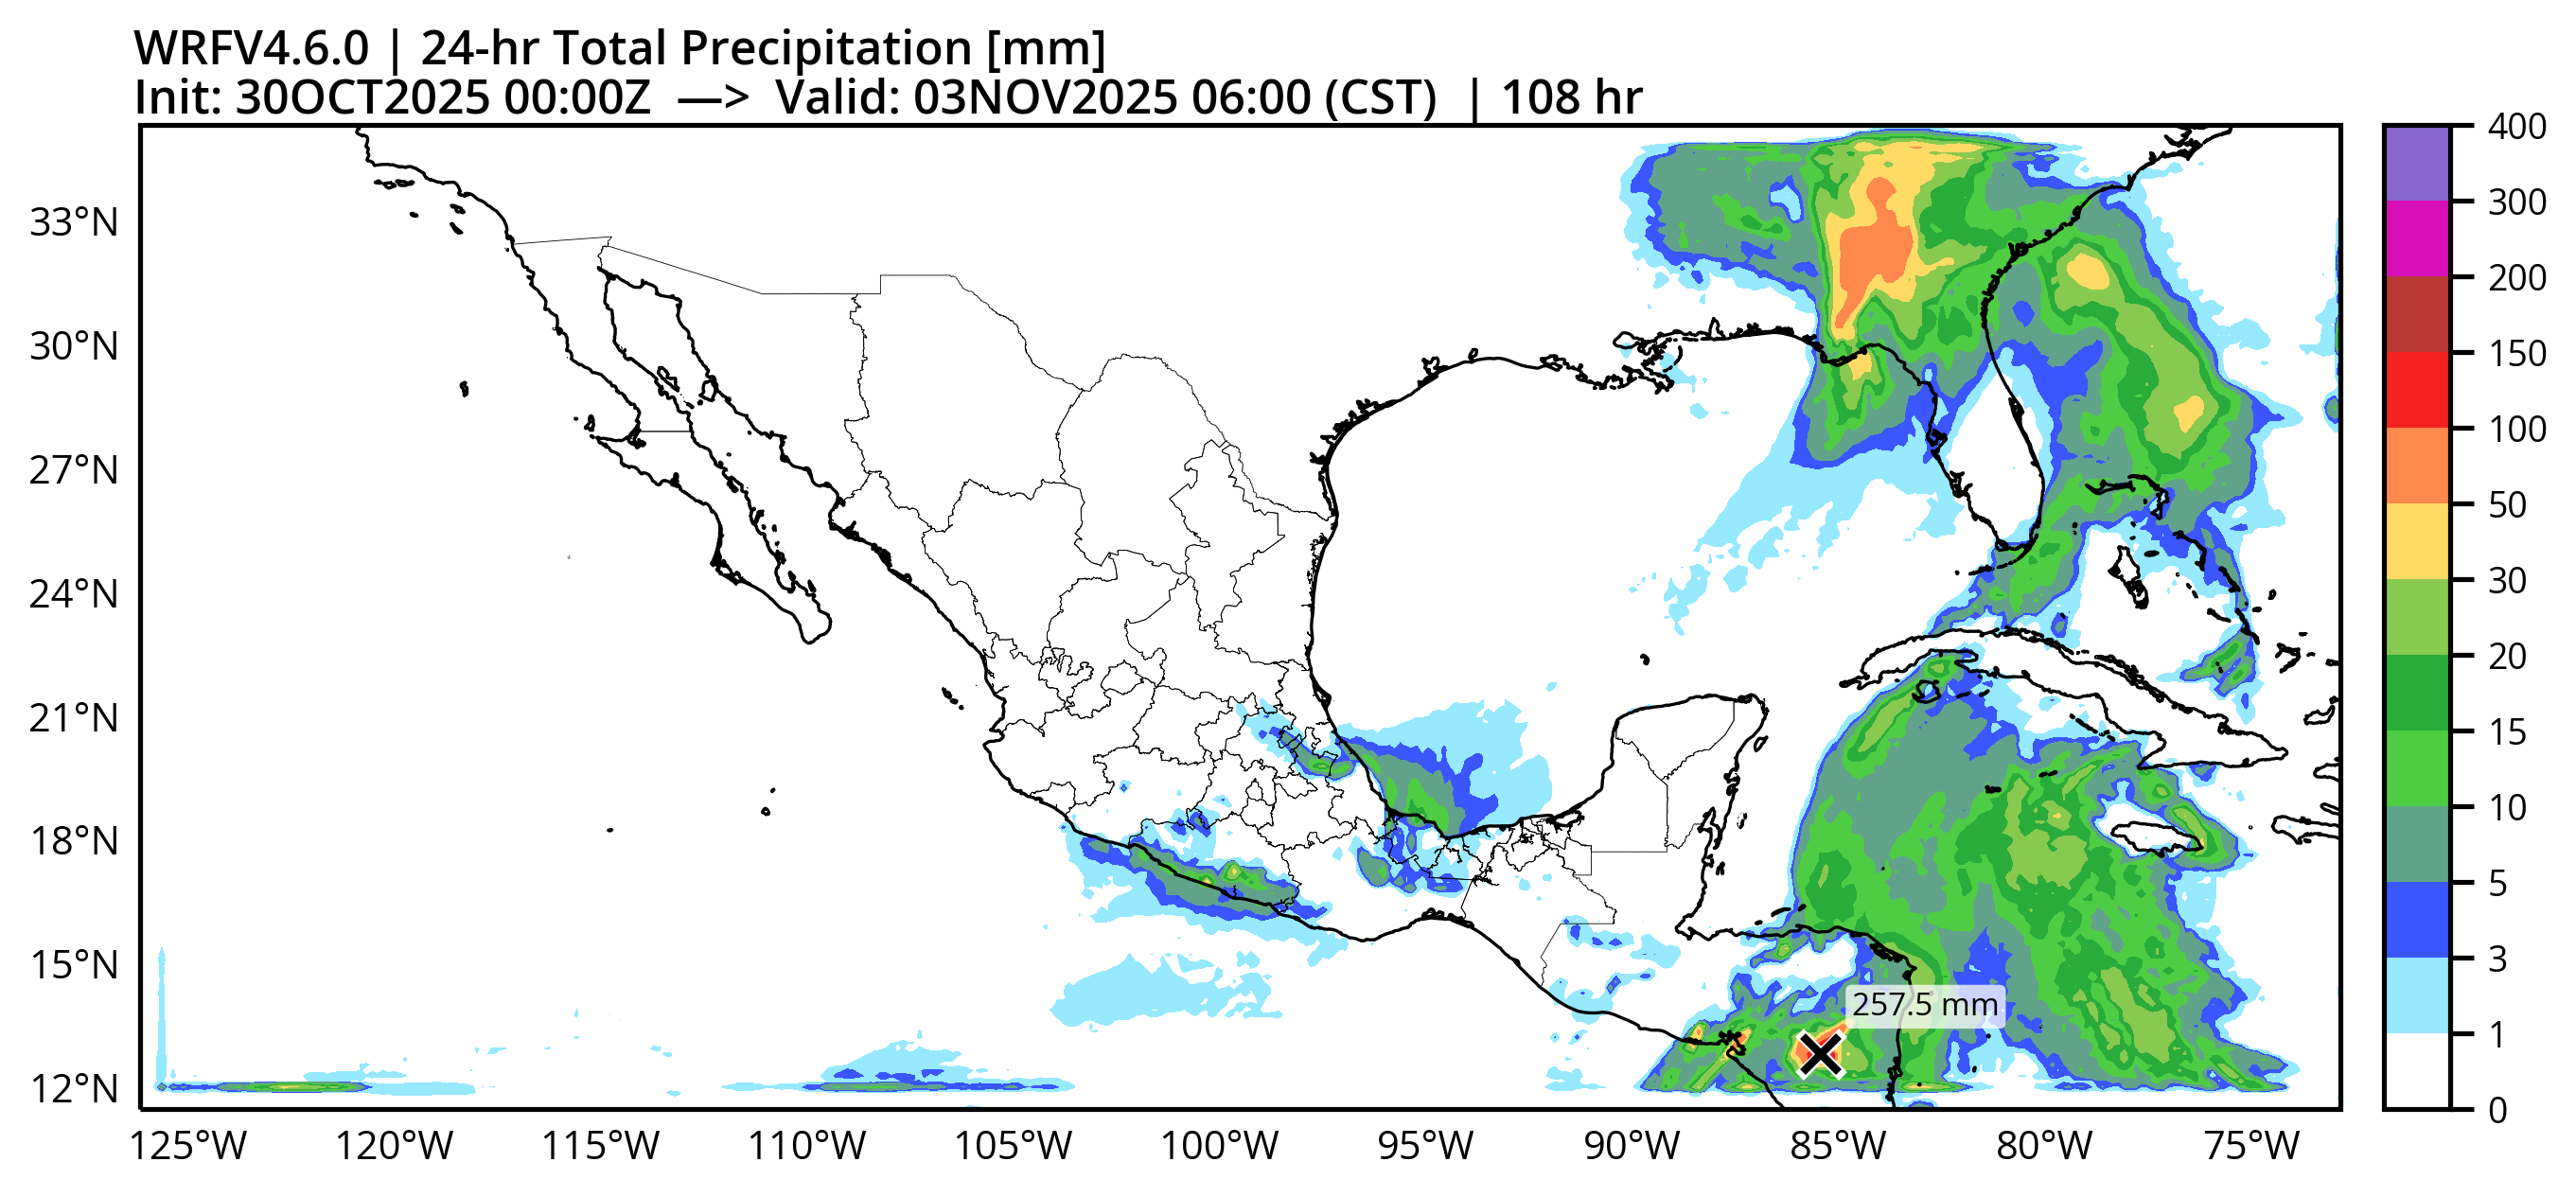 WRFV4.6.0 | 24-hr Total Precipitation [mm]
Init: 30OCT2025 00:00Z —> Valid: 03NOV2025 06:00 (CST) | 108 hr
33°N
30°N
27°N
24°N
21°N
18°N
15°N
12°N
257.5 mm
125°W 120°W 115°W 110°W 105°W 100°W 95°W 90°W 85°W 80°W 75°W
400
300
200
150
100
50
30
20
15
10
5
3
1
0